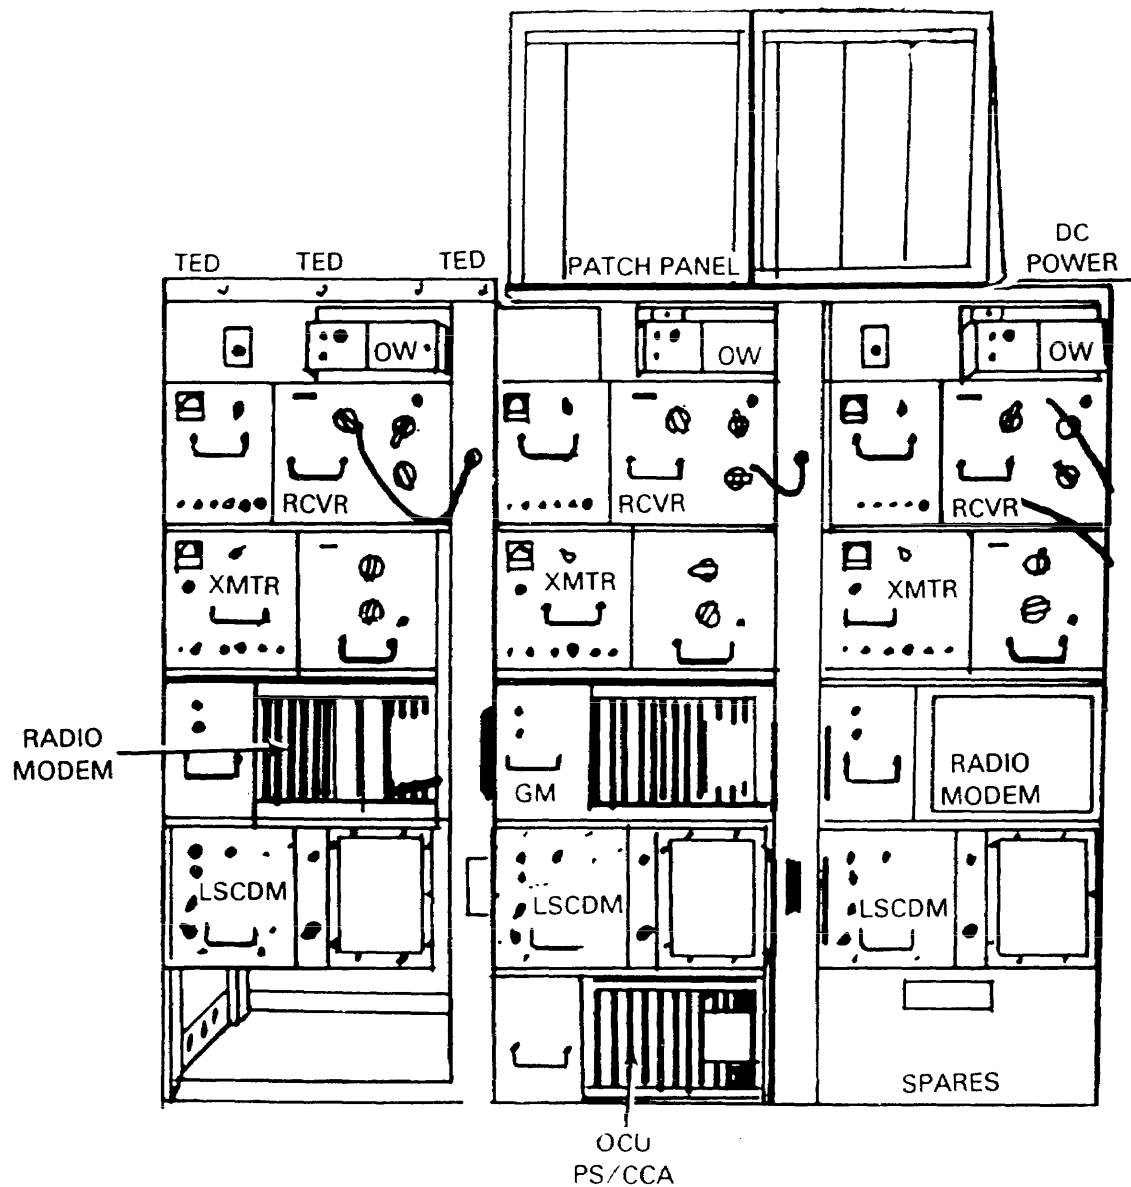 DC
POWER
TED TED TED
PATCH PANEL
OW OW OW
RCVR RCVR RCVR
XMTR XMTR XMTR
RADIO
MODEM
GM
RADIO
MODEM
LSCDM LSCDM LSCDM
SPARES
OCU
PS/CCA